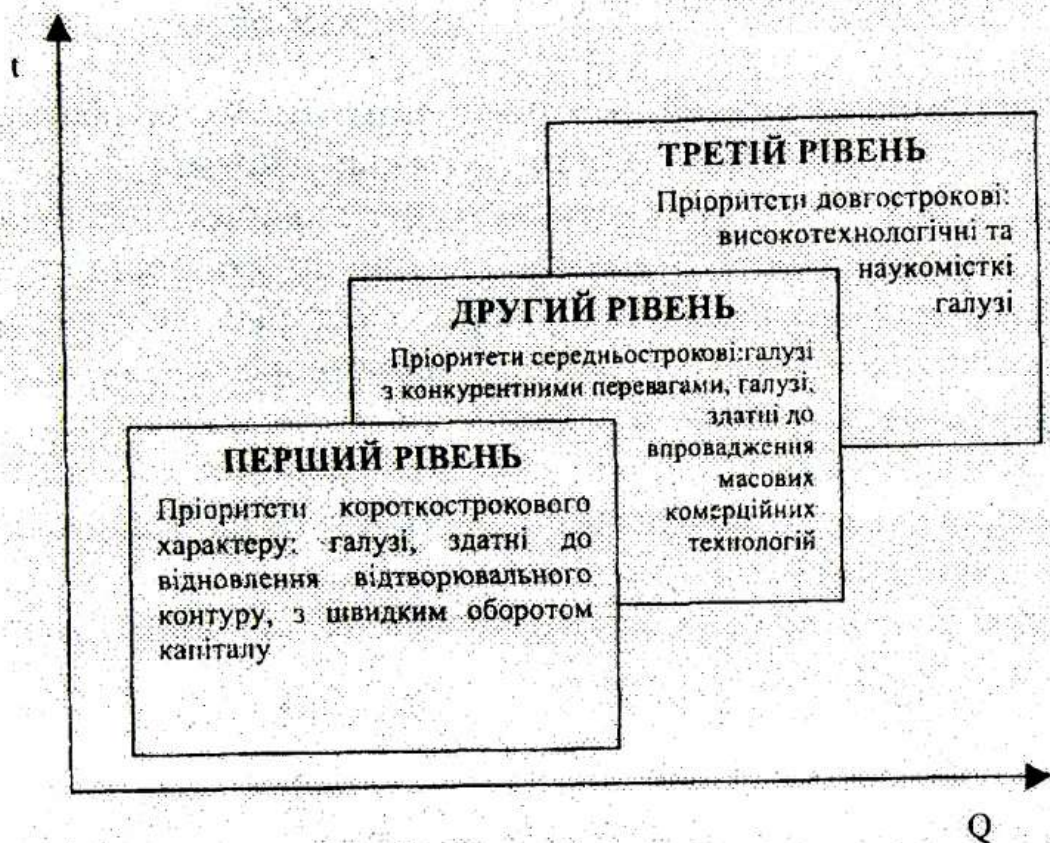 t
ТРЕТІЙ РІВЕНЬ
Пріоритети довгострокові:
високотехнологічні та
наукомісткі
галузі
ДРУГИЙ РІВЕНЬ
Пріоритети середньострокові:галузі
з конкурентними перевагами, галузі,
здатні до
впровадження
масових
комерційних
технологій
ПЕРШИЙ РІВЕНЬ
Пріоритети короткострокового
характеру: галузі, здатні до
відновлення відтворювального
контуру, з швидким оборотом
капіталу
Q